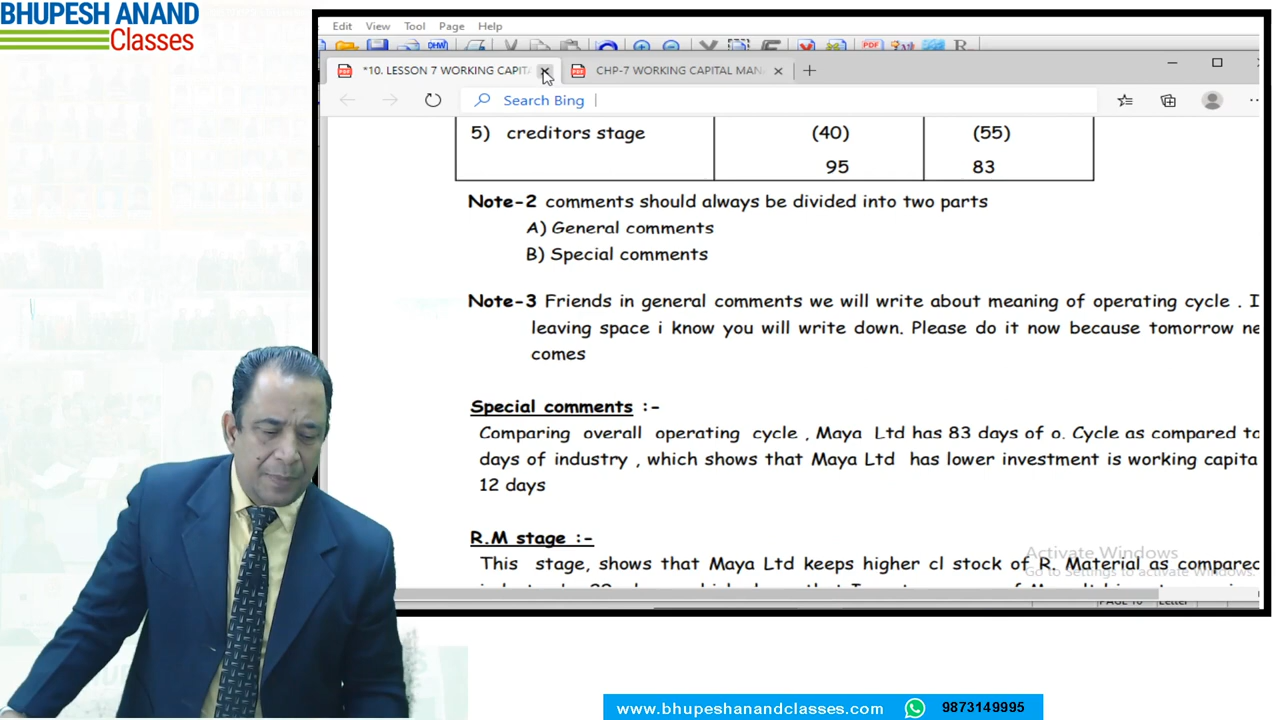 BHUPESH ANAND
Classes
Edit View Tool Page Help
*10. LESSON 7 WORKING CAPITA
CHP-7 WORKING CAPITAL MAN
Search Bing
5) creditors stage (40) (55)
95 83
Note-2 comments should always be divided into two parts
A) General comments
B) Special comments
Note-3 Friends in general comments we will write about meaning of operating cycle . I
leaving space i know you will write down. Please do it now because tomorrow ne
comes
Special comments :-
Comparing overall operating cycle , Maya Ltd has 83 days of o. Cycle as compared to
days of industry , which shows that Maya Ltd has lower investment is working capita
12 days
R.M stage :-
This stage, shows that Maya Ltd keeps higher cl stock of R. Material as compared
Activate Windows
Go to Settings to activate Windows.
www.bhupeshanandclasses.com 9873149995